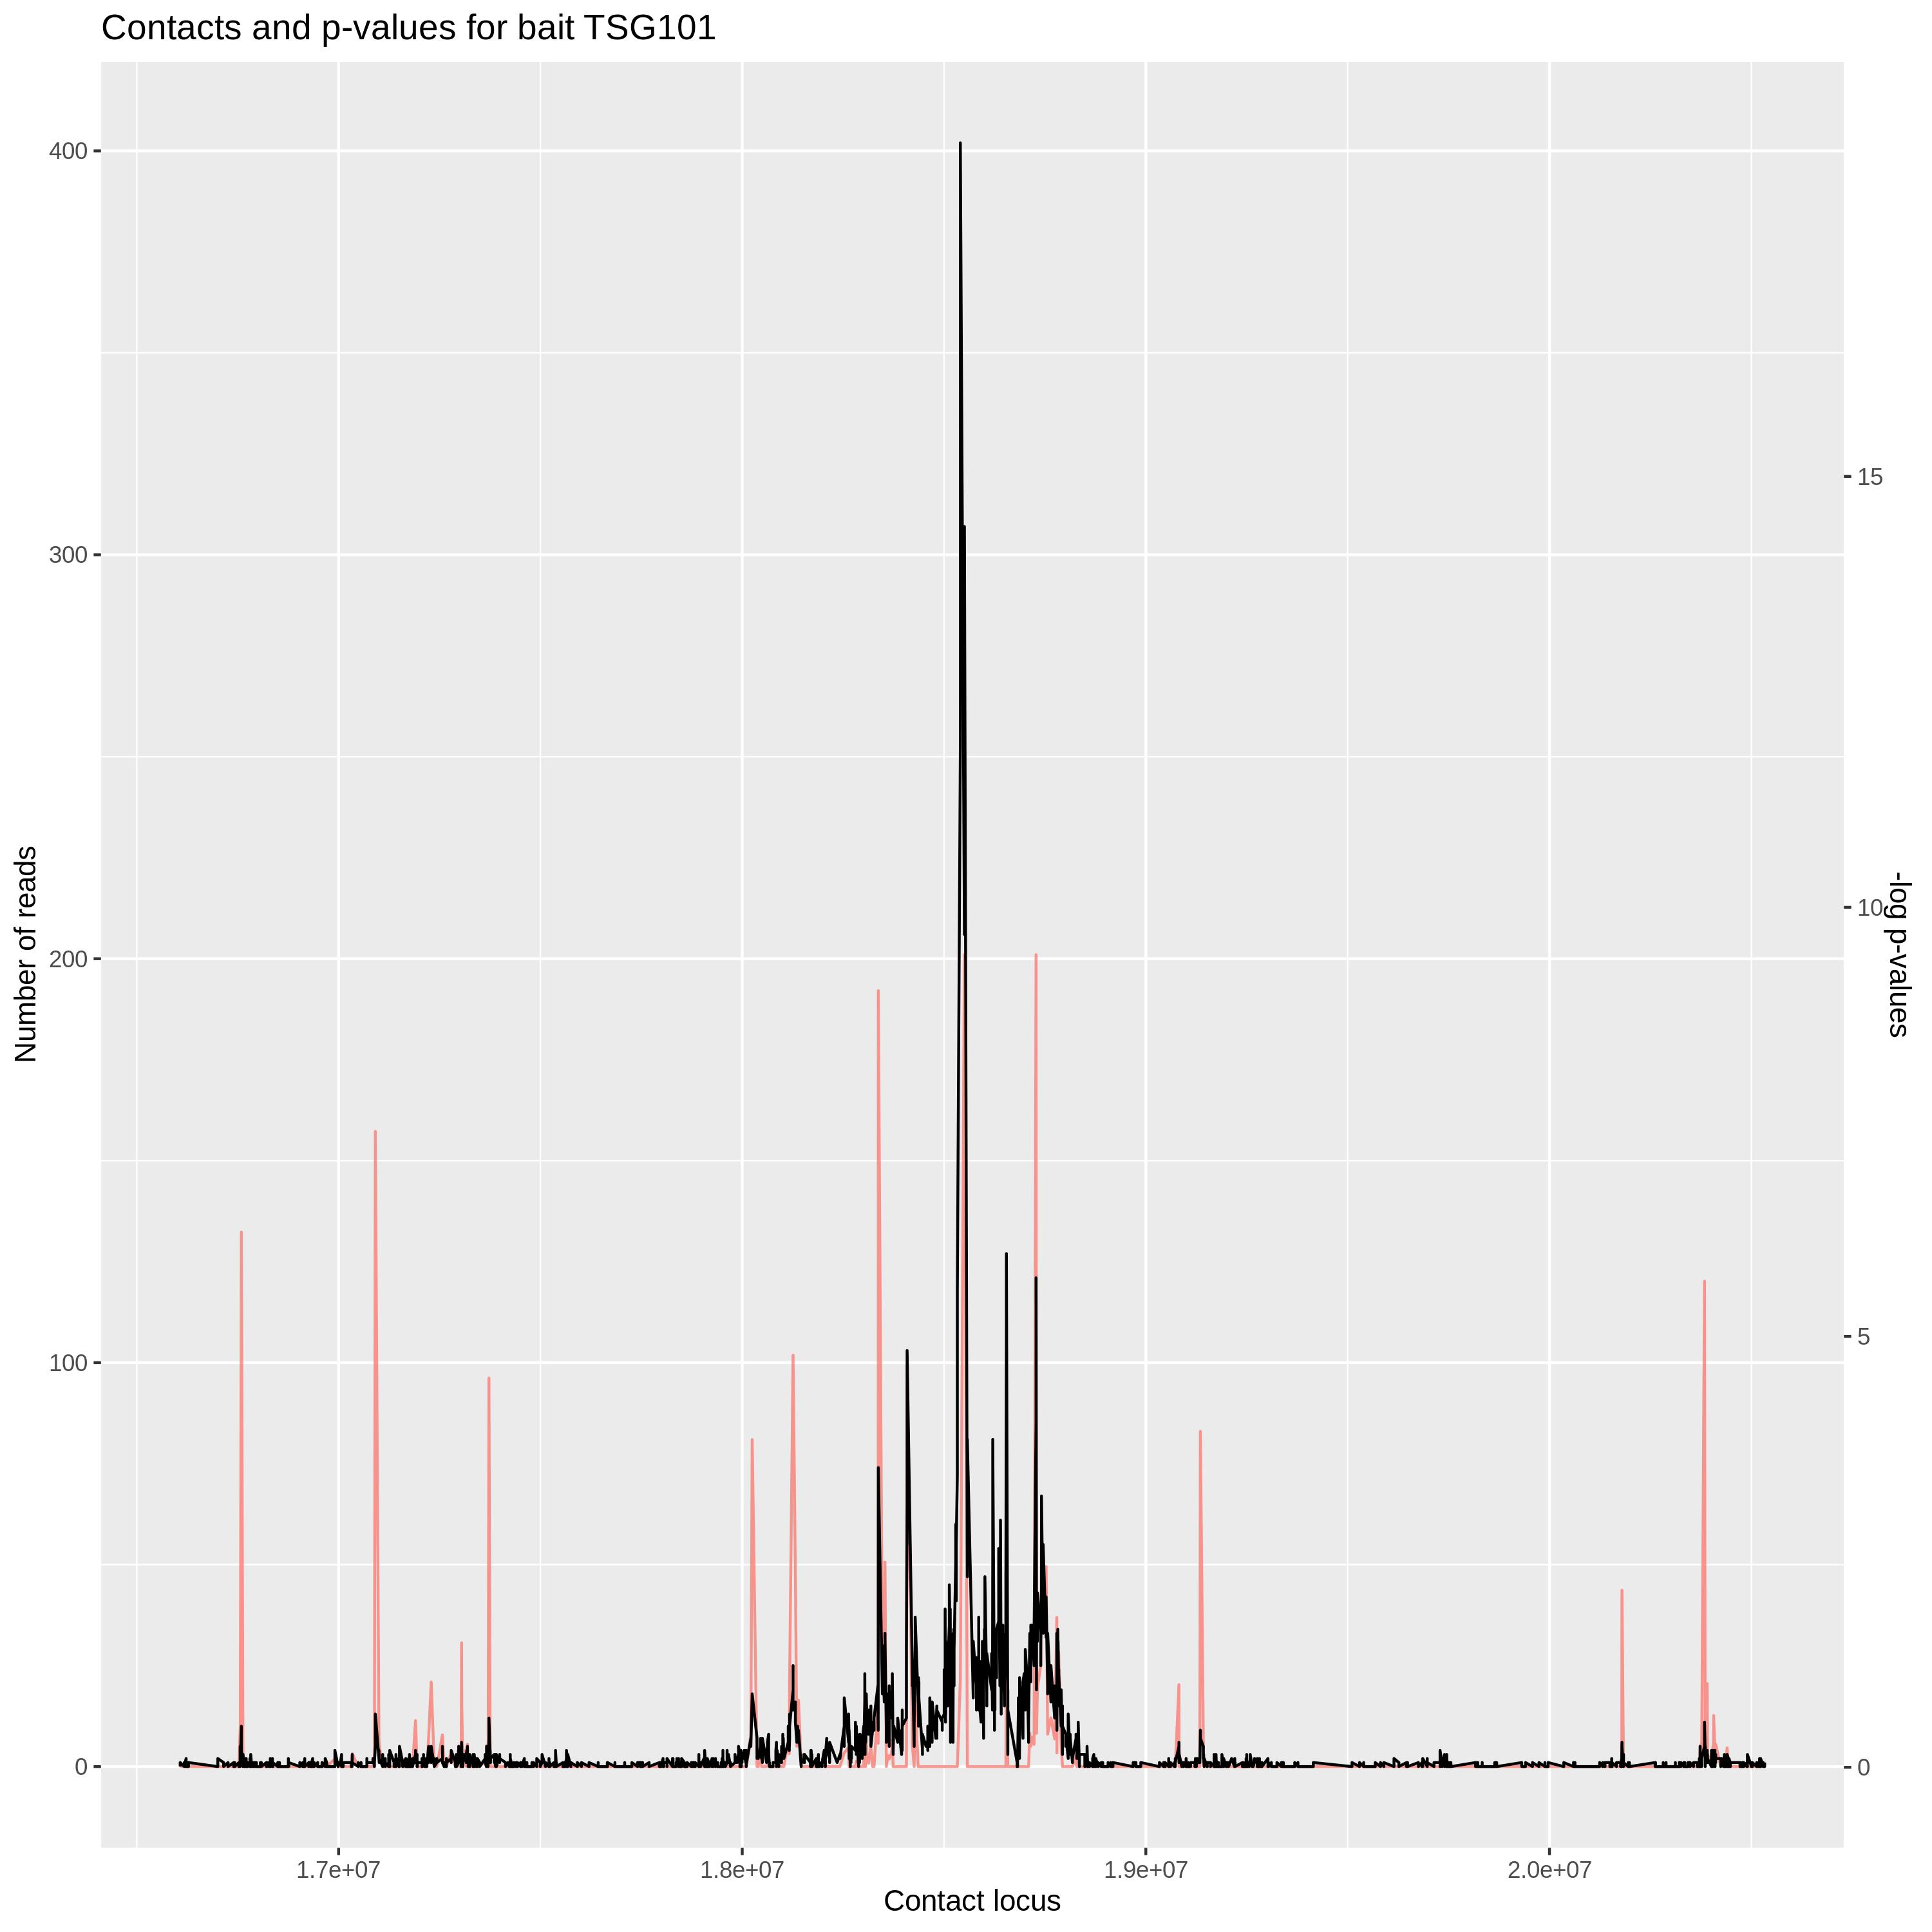 Contacts and p-values for bait TSG101
400
300
200
100
0
Number of reads
15
10
5
0
-log p-values
1.7e+07
1.8e+07
1.9e+07
2.0e+07
Contact locus